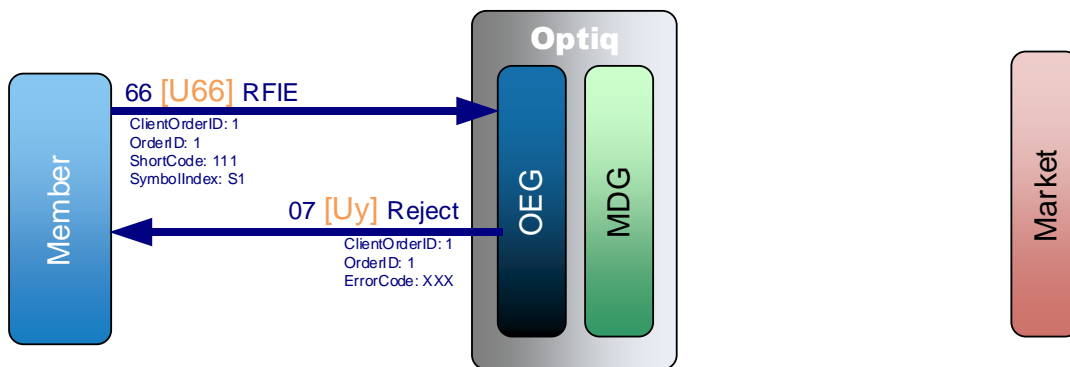 Optiq
66 [U66] RFIE
ClientOrderID: 1
OrderID: 1
ShortCode: 111
SymbolIndex: S1
07 [Uy] Reject
ClientOrderID: 1
OrderID: 1
ErrorCode: XXX
Member
OEG
MDG
Market